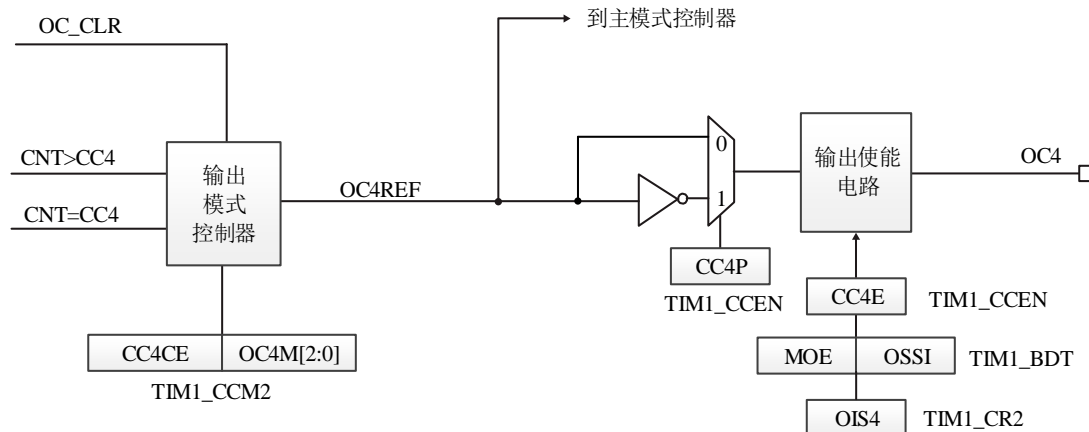 OC_CLR
到主模式控制器
CNT>CC4
CNT=CC4
输出
模式
控制器
OC4REF
0
1
输出使能
电路
OC4
CC4P
TIM1_CCEN
CC4E
TIM1_CCEN
CC4CE
OC4M[2:0]
TIM1_CCM2
MOE
OSSI
TIM1_BDT
OIS4
TIM1_CR2